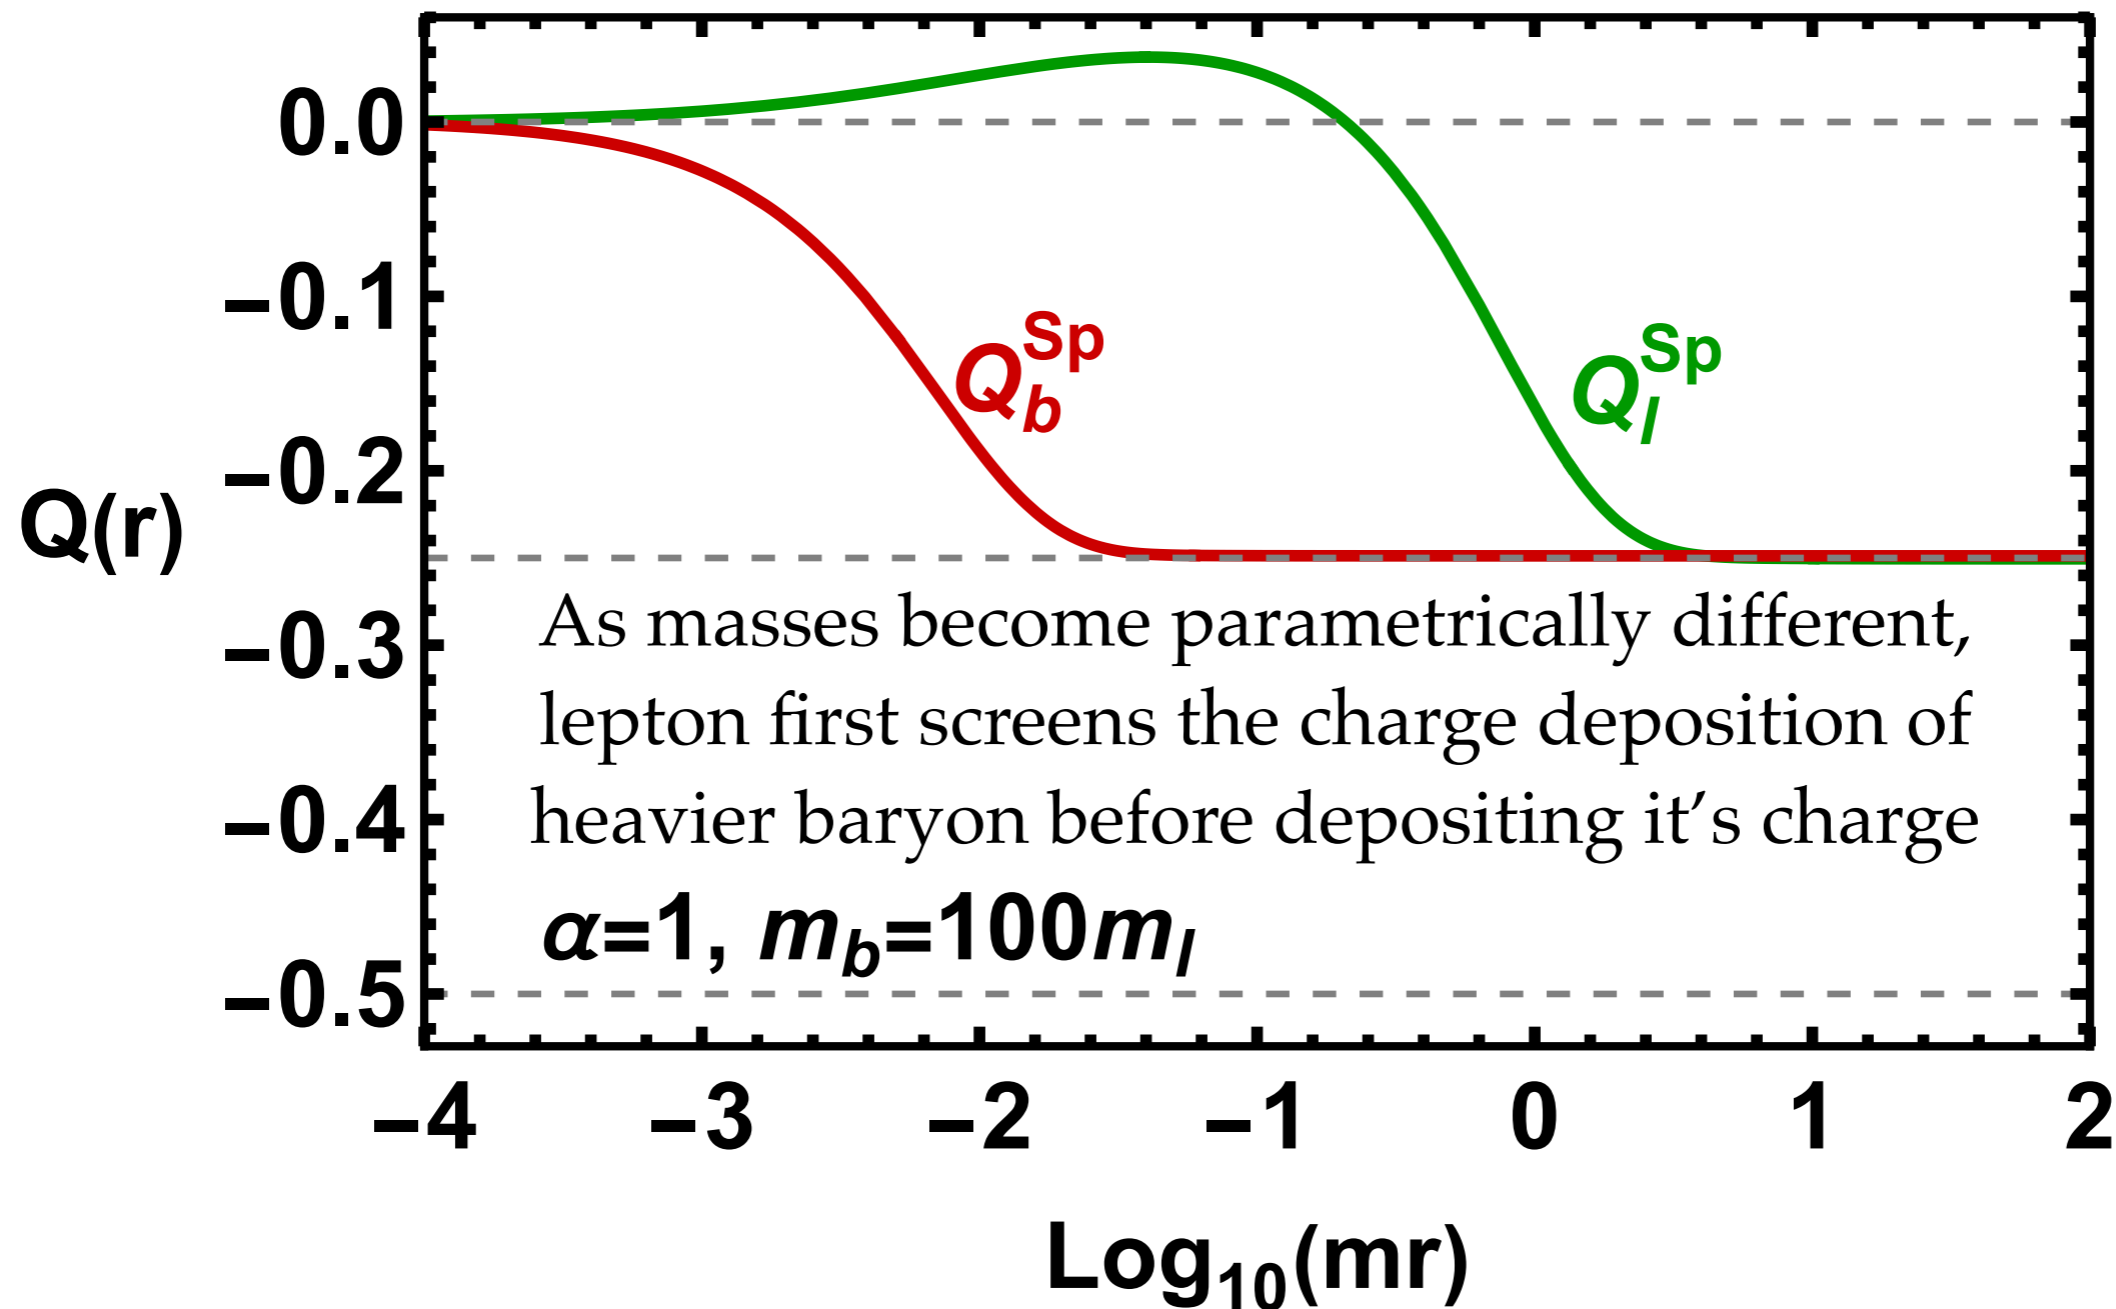 0.0
−0.1
Q_b^Sp
Q_l^Sp
−0.2
Q(r)
As masses become parametrically different,
−0.3
lepton first screens the charge deposition of
heavier baryon before depositing it’s charge
−0.4
α=1, m_b=100m_l
−0.5
−4 −3 −2 −1 0 1 2
Log₁₀(mr)